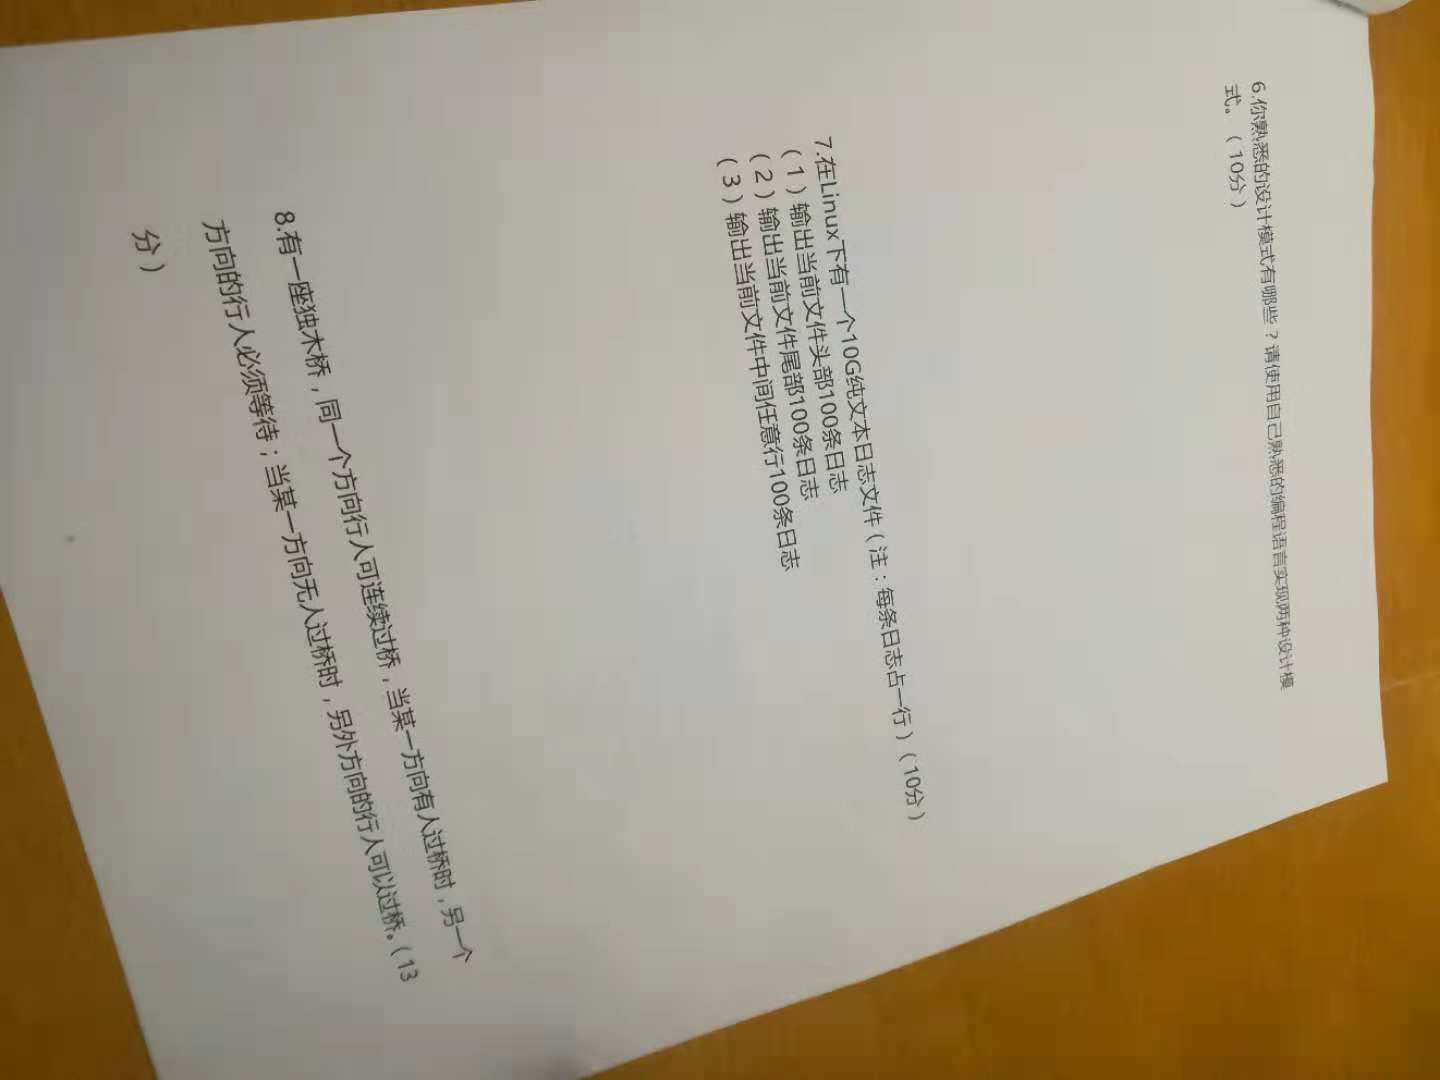 6.你熟悉的设计模式有哪些？请使用自己熟悉的编程语言实现两种设计模
式。（10分）
7.在Linux下有一个10G纯文本日志文件（注：每条日志占一行）（10分）
（1）输出当前文件头部100条日志
（2）输出当前文件尾部100条日志
（3）输出当前文件中间任意行100条日志
8.有一座独木桥，同一个方向行人可连续过桥，当某一方向有人过桥时，另一个
方向的行人必须等待；当某一方向无人过桥时，另外方向的行人可以过桥。（13
分）